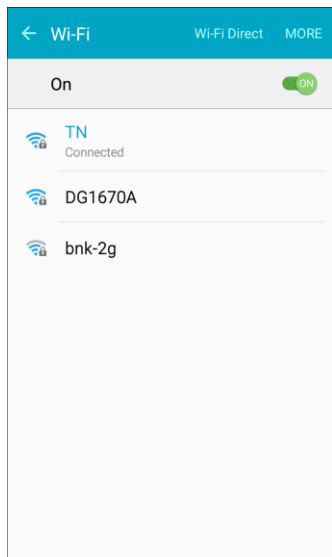 Wi-Fi Wi-Fi Direct MORE
On ON
TN
Connected
DG1670A
bnk-2g